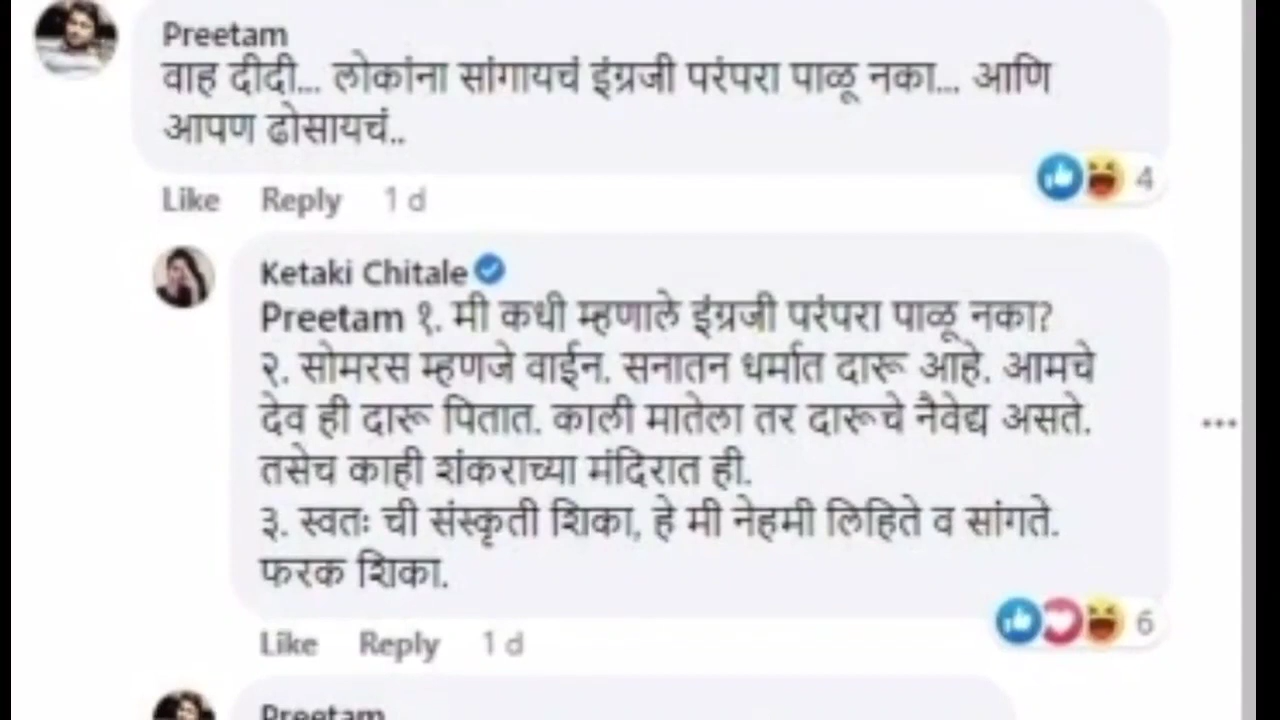 Preetam
वाह दीदी... लोकांना सांगायचं इंग्रजी परंपरा पाळू नका... आणि
आपण ढोसायचं..
4
Like Reply 1 d
Ketaki Chitale
Preetam १. मी कधी म्हणाले इंग्रजी परंपरा पाळू नका?
२. सोमरस म्हणजे वाईन. सनातन धर्मात दारू आहे. आमचे
देव ही दारू पितात. काली मातेला तर दारूचे नैवेद्य असते.
तसेच काही शंकराच्या मंदिरात ही.
३. स्वतः ची संस्कृती शिका, हे मी नेहमी लिहिते व सांगते.
फरक शिका.
6
Like Reply 1 d
Preetam